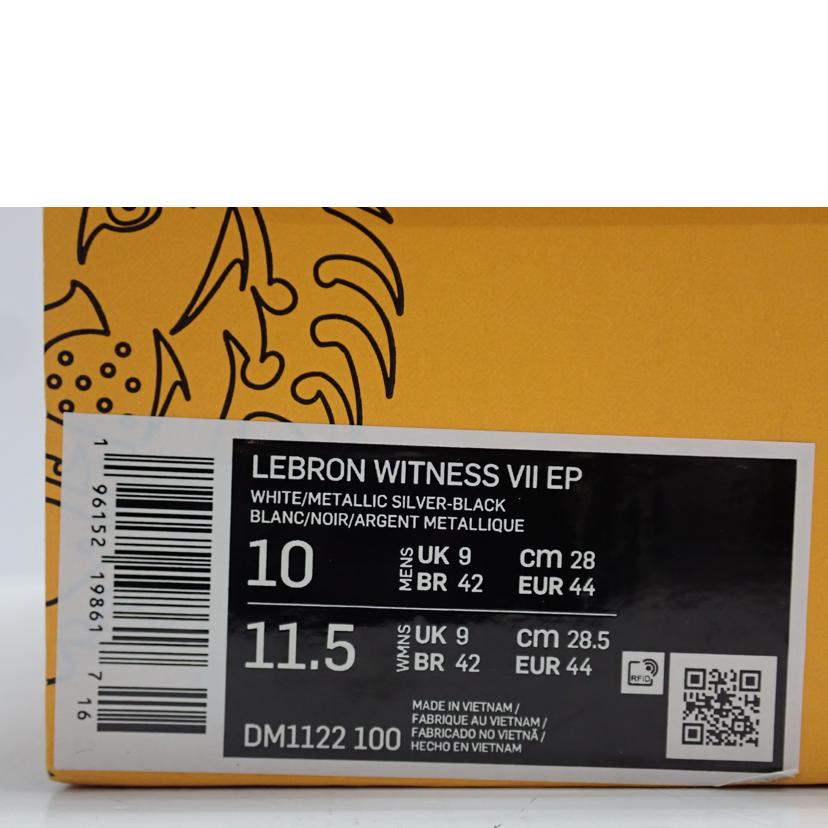 LEBRON WITNESS VII EP
WHITE/METALLIC SILVER-BLACK
BLANC/NOIR/ARGENT METALLIQUE
10 MENS UK 9 cm 28
BR 42 EUR 44
11.5 WMNS UK 9 cm 28.5
BR 42 EUR 44
RFID
DM1122 100
MADE IN VIETNAM /
FABRIQUE AU VIETNAM /
FABRICADO NO VIETNÃ /
HECHO EN VIETNAM
1 96152 19861 7 16